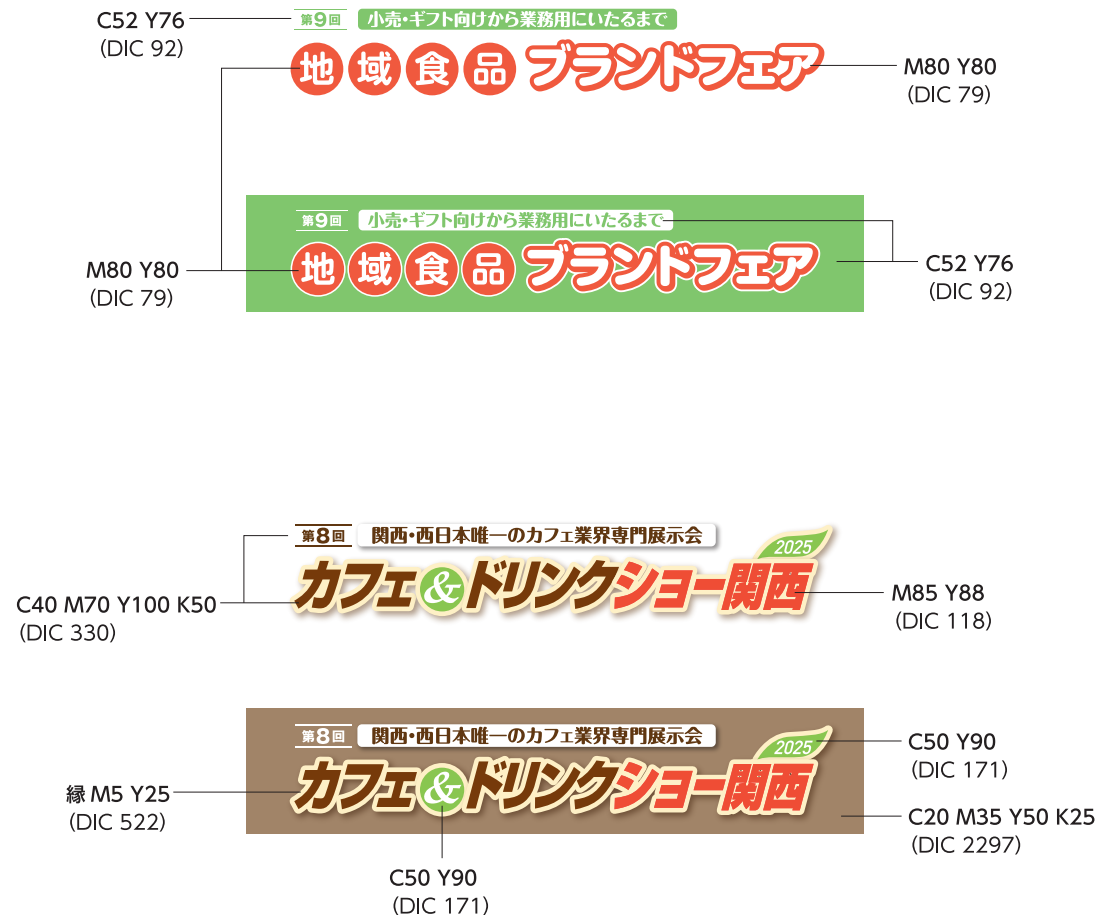 C52 Y76
(DIC 92)
第9回 小売・ギフト向けから業務用にいたるまで
地域食品 ブランドフェア
M80 Y80
(DIC 79)
第9回 小売・ギフト向けから業務用にいたるまで
地域食品 ブランドフェア
M80 Y80
(DIC 79)
C52 Y76
(DIC 92)
第8回 関西・西日本唯一のカフェ業界専門展示会
2025
カフェ&ドリンクショー関西
C40 M70 Y100 K50
(DIC 330)
M85 Y88
(DIC 118)
第8回 関西・西日本唯一のカフェ業界専門展示会
2025
カフェ&ドリンクショー関西
C50 Y90
(DIC 171)
縁 M5 Y25
(DIC 522)
C20 M35 Y50 K25
(DIC 2297)
C50 Y90
(DIC 171)